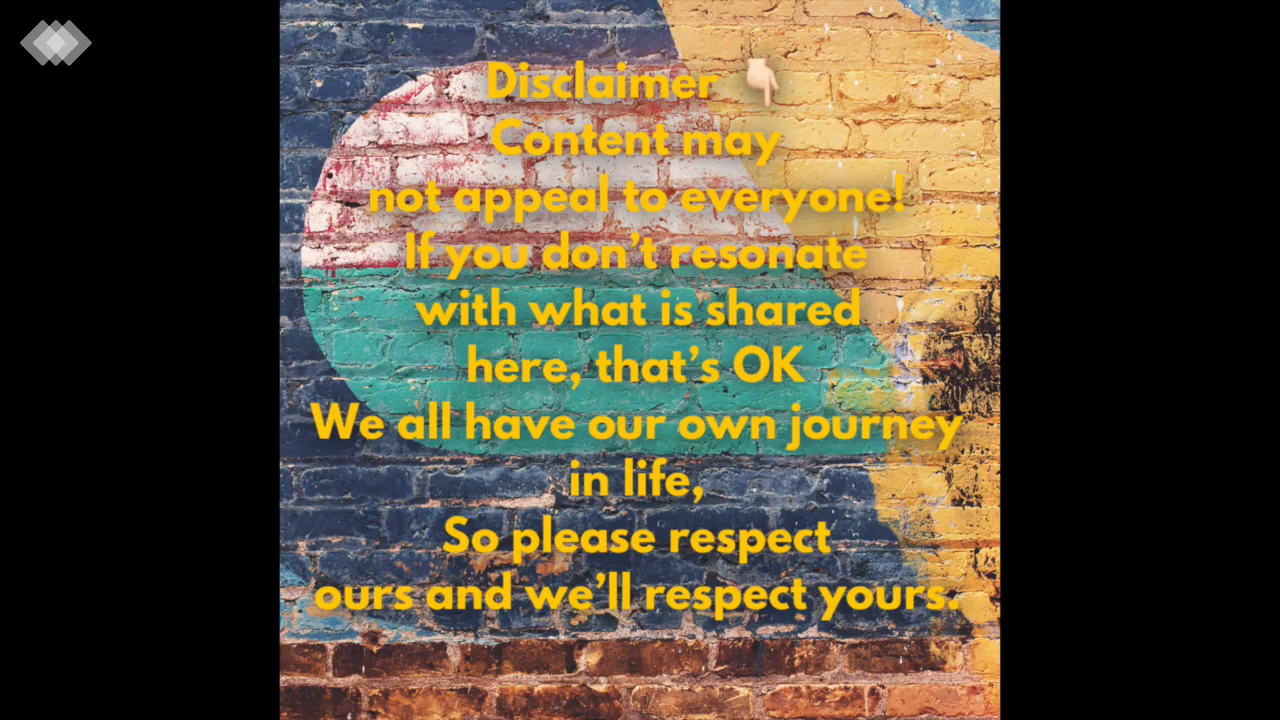 Disclaimer 👇🏻
Content may
not appeal to everyone!
If you don't resonate
with what is shared
here, that's OK
We all have our own journey
in life,
So please respect
ours and we'll respect yours.